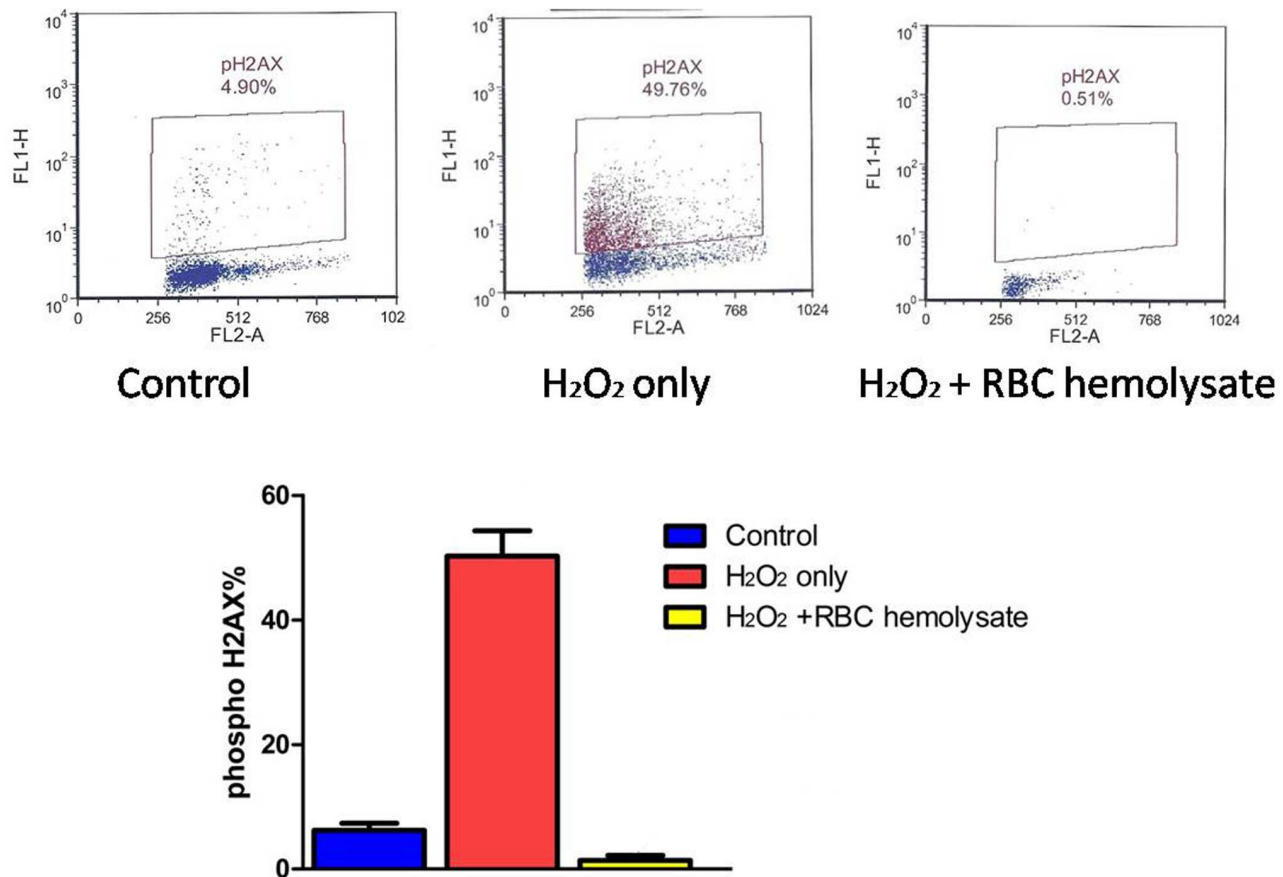 10⁴
10³
10²
10¹
10⁰
FL1-H
pH2AX
4.90%
0
256
512
768
102
FL2-A
Control
10⁴
10³
10²
10¹
10⁰
FL1-H
pH2AX
49.76%
0
256
512
768
1024
FL2-A
H₂O₂ only
10⁴
10³
10²
10¹
10⁰
FL1-H
pH2AX
0.51%
0
256
512
768
1024
FL2-A
H₂O₂ + RBC hemolysate
60
40
20
0
phospho H2AX%
Control
H₂O₂ only
H₂O₂ +RBC hemolysate